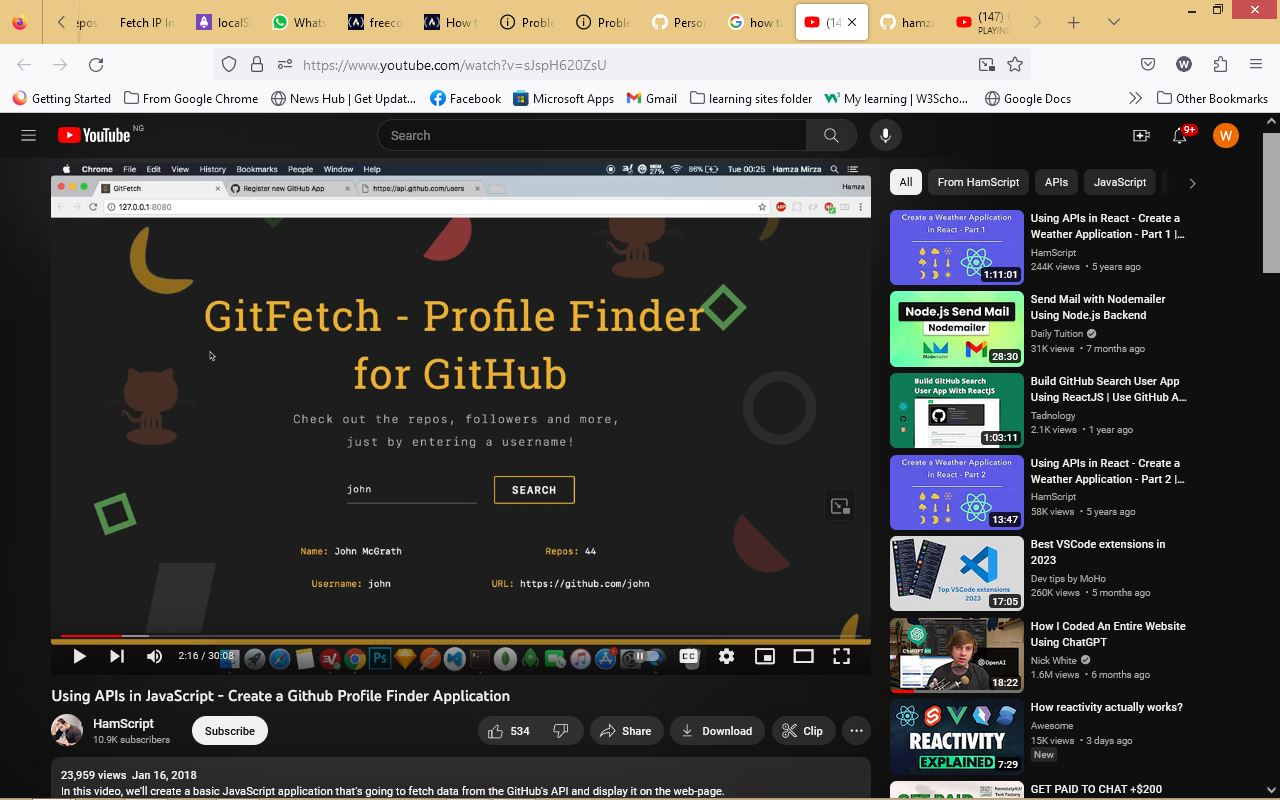 epos
Fetch IP In
localS
Whats
freeco
How t
Proble
Proble
Person
how to
(14
hamz
(147) (
PLAYING
https://www.youtube.com/watch?v=sJspH620ZsU
W
Getting Started
From Google Chrome
News Hub | Get Updat...
Facebook
Microsoft Apps
Gmail
learning sites folder
My learning | W3Scho...
Google Docs
Other Bookmarks
YouTube NG
Search
9+
W
Chrome File Edit View History Bookmarks People Window Help
86% Tue 00:25 Hamza Mirza
GitFetch
Register new GitHub App
https://api.github.com/users
Hamza
127.0.0.1:8080
GitFetch - Profile Finder
for GitHub
Check out the repos, followers and more,
just by entering a username!
john
SEARCH
Name: John McGrath
Repos: 44
Username: john
URL: https://github.com/john
2:16 / 30:08
Ps
CC
Using APIs in JavaScript - Create a Github Profile Finder Application
HamScript
10.9K subscribers
Subscribe
534
Share
Download
Clip
23,959 views Jan 16, 2018
In this video, we'll create a basic JavaScript application that's going to fetch data from the GitHub's API and display it on the web-page.
All
From HamScript
APIs
JavaScript
Create a Weather Application
in React - Part 1
1:11:01
Using APIs in React - Create a
Weather Application - Part 1 |...
HamScript
244K views • 5 years ago
Node.js Send Mail
Nodemailer
28:30
Send Mail with Nodemailer
Using Node.js Backend
Daily Tuition
31K views • 7 months ago
Build GitHub Search
User App With ReactJS
1:03:11
Build GitHub Search User App
Using ReactJS | Use GitHub A...
Tadnology
2.1K views • 1 year ago
Create a Weather Application
in React - Part 2
13:47
Using APIs in React - Create a
Weather Application - Part 2 |...
HamScript
58K views • 5 years ago
Top VSCode extensions
2023
17:05
Best VSCode extensions in
2023
Dev tips by MoHo
260K views • 5 months ago
ChatGPT
@OpenAI
18:22
How I Coded An Entire Website
Using ChatGPT
Nick White
1.6M views • 6 months ago
REACTIVITY
EXPLAINED
7:29
How reactivity actually works?
Awesome
15K views • 3 days ago
New
GET PAID TO CHAT +$200